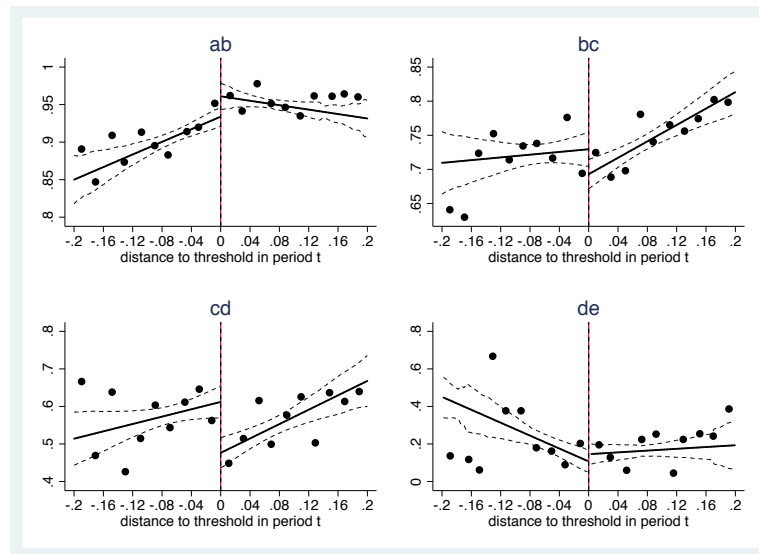 ab
1
.95
.9
.85
.8
-.2 -.16 -.12 -.08 -.04 0 .04 .08 .12 .16 .2
distance to threshold in period t
bc
.85
.8
.75
.7
.65
-.2 -.16 -.12 -.08 -.04 0 .04 .08 .12 .16 .2
distance to threshold in period t
cd
.8
.7
.6
.5
.4
-.2 -.16 -.12 -.08 -.04 0 .04 .08 .12 .16 .2
distance to threshold in period t
de
.8
.6
.4
.2
0
-.2 -.16 -.12 -.08 -.04 0 .04 .08 .12 .16 .2
distance to threshold in period t